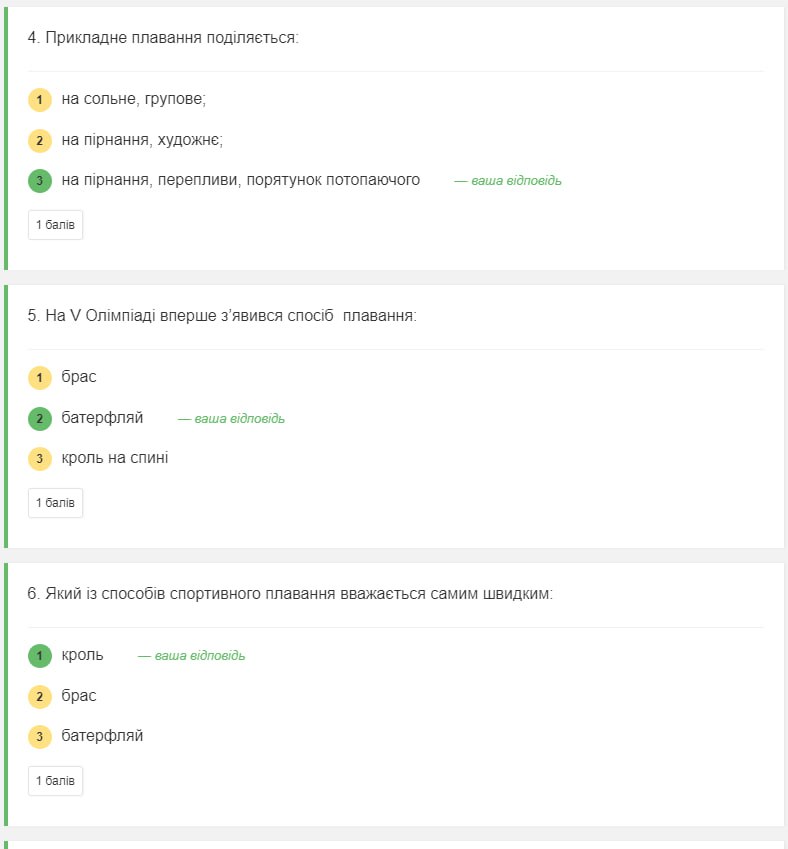 4. Прикладне плавання поділяється:
1 на сольне, групове;
2 на пірнання, художнє;
3 на пірнання, перепливи, порятунок потопаючого — ваша відповідь
1 балів
5. На V Олімпіаді вперше з’явився спосіб плавання:
1 брас
2 батерфляй — ваша відповідь
3 кроль на спині
1 балів
6. Який із способів спортивного плавання вважається самим швидким:
1 кроль — ваша відповідь
2 брас
3 батерфляй
1 балів